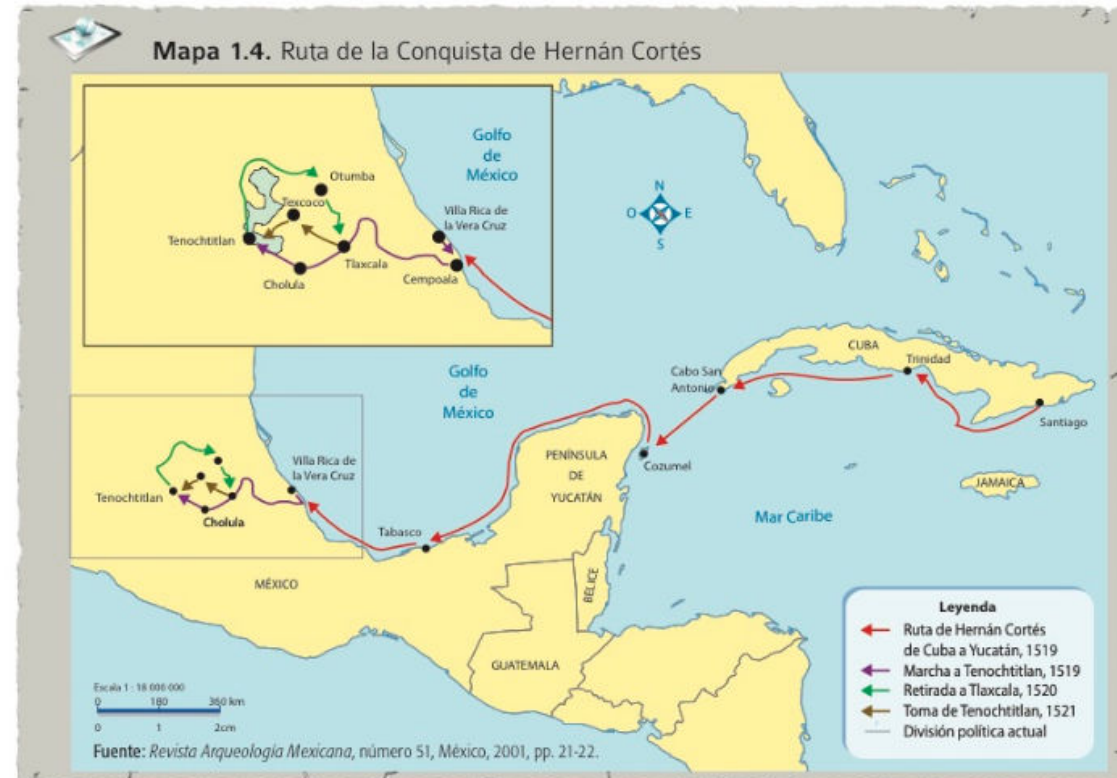 Mapa 1.4. Ruta de la Conquista de Hernán Cortés
Golfo
de
México
Otumba
Texcoco
Villa Rica de
la Vera Cruz
Tenochtitlan
Tlaxcala
Cempoala
Cholula
N
O
E
S
Golfo
de
México
CUBA
Trinidad
Cabo San
Antonio
Santiago
Cozumel
JAMAICA
PENÍNSULA
DE
YUCATÁN
Mar Caribe
Villa Rica de
la Vera Cruz
Tenochtitlan
Cholula
Tabasco
MÉXICO
BELICE
GUATEMALA
Leyenda
Ruta de Hernán Cortés
de Cuba a Yucatán, 1519
Marcha a Tenochtitlan, 1519
Retirada a Tlaxcala, 1520
Toma de Tenochtitlan, 1521
División política actual
Escala 1 : 18 000 000
0 180 360 km
0 1 2cm
Fuente: Revista Arqueología Mexicana, número 51, México, 2001, pp. 21-22.